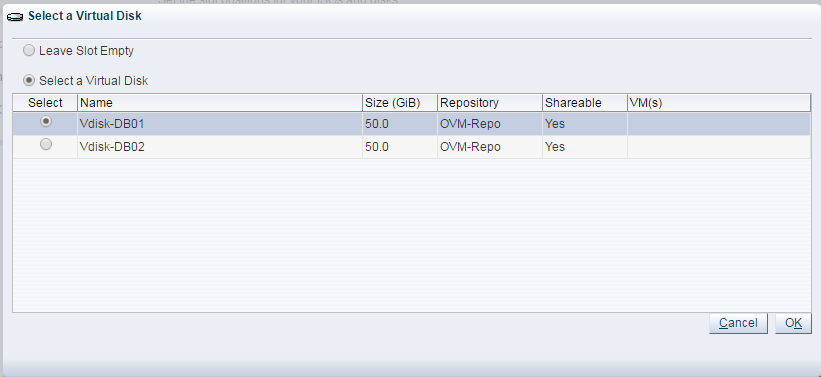 Select a Virtual Disk
Leave Slot Empty
Select a Virtual Disk
Select Name Size (GiB) Repository Shareable VM(s)
Vdisk-DB01 50.0 OVM-Repo Yes
Vdisk-DB02 50.0 OVM-Repo Yes
Cancel OK